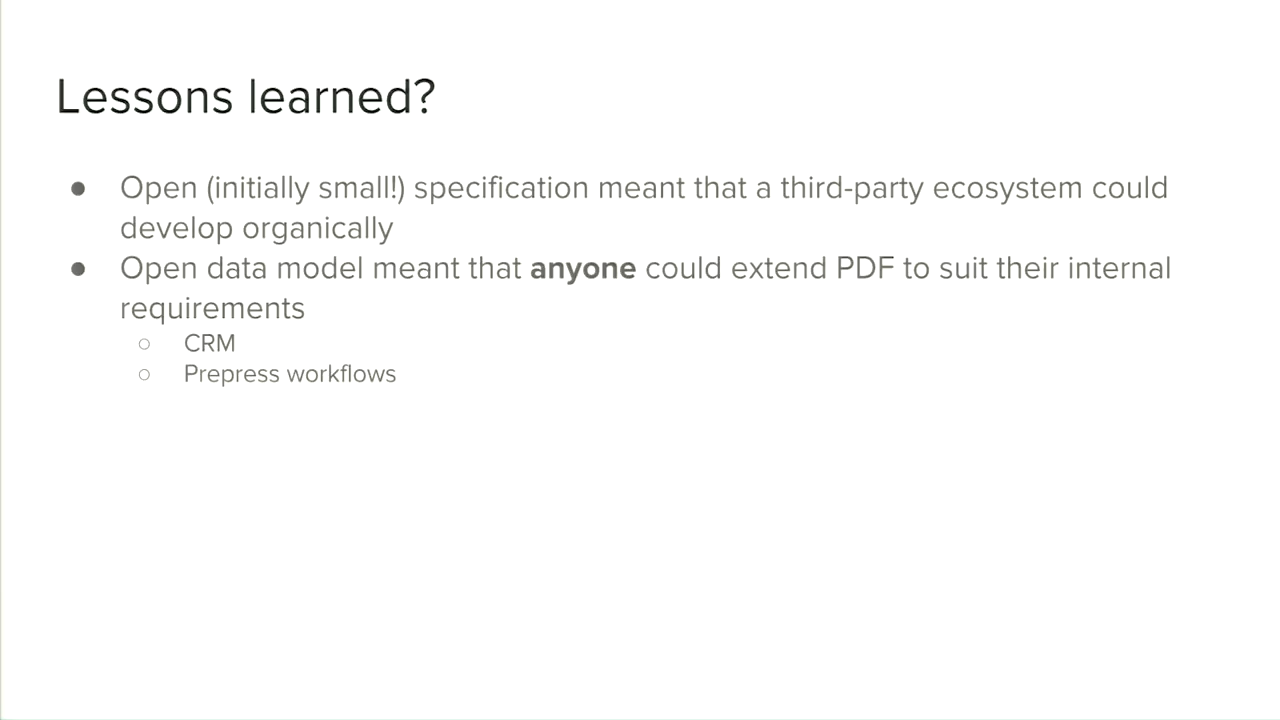 Lessons learned?
● Open (initially small!) specification meant that a third-party ecosystem could
develop organically
● Open data model meant that anyone could extend PDF to suit their internal
requirements
○ CRM
○ Prepress workflows